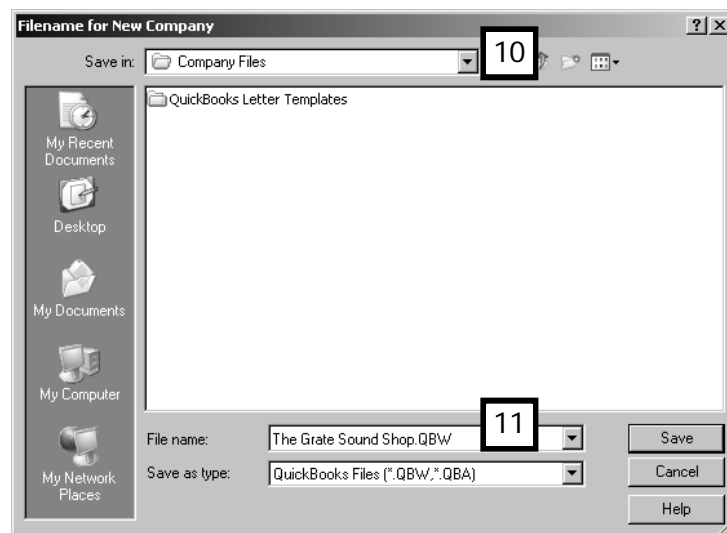 Filename for New Company
Save in:
Company Files
10
QuickBooks Letter Templates
My Recent
Documents
Desktop
My Documents
My Computer
My Network
Places
11
File name:
The Grate Sound Shop.QBW
Save
Save as type:
QuickBooks Files (*.QBW,*.QBA)
Cancel
Help